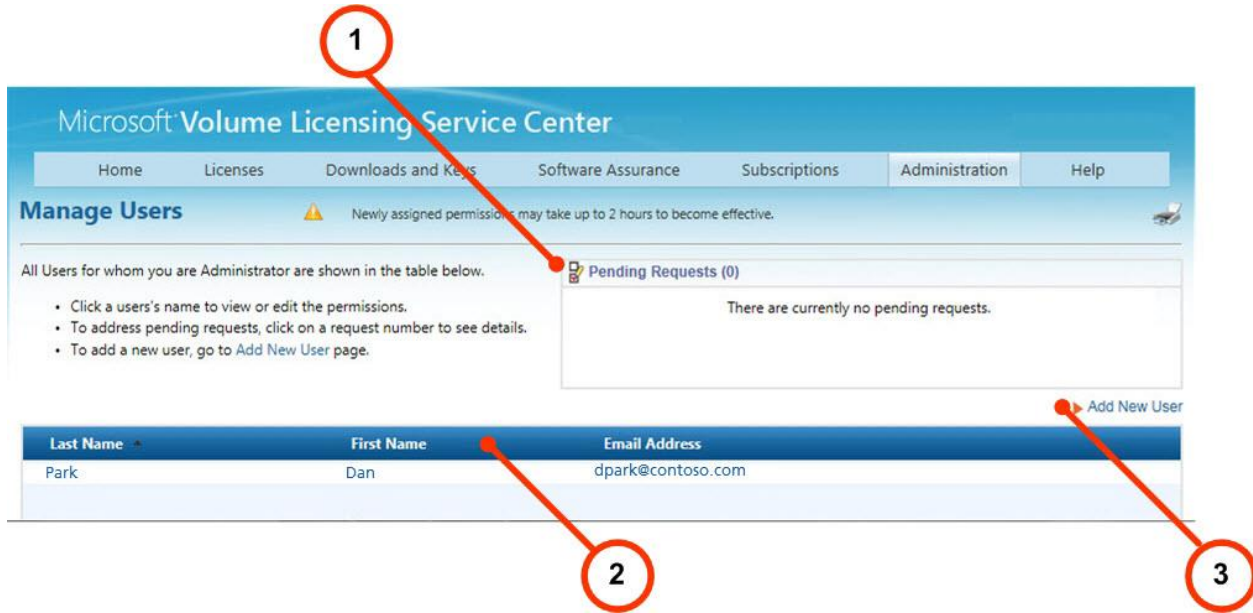 1
Microsoft Volume Licensing Service Center
Home Licenses Downloads and Keys Software Assurance Subscriptions Administration Help
Manage Users
Newly assigned permissions may take up to 2 hours to become effective.
All Users for whom you are Administrator are shown in the table below.
• Click a users's name to view or edit the permissions.
• To address pending requests, click on a request number to see details.
• To add a new user, go to Add New User page.
Pending Requests (0)
There are currently no pending requests.
Add New User
Last Name First Name Email Address
Park Dan dpark@contoso.com
2
3